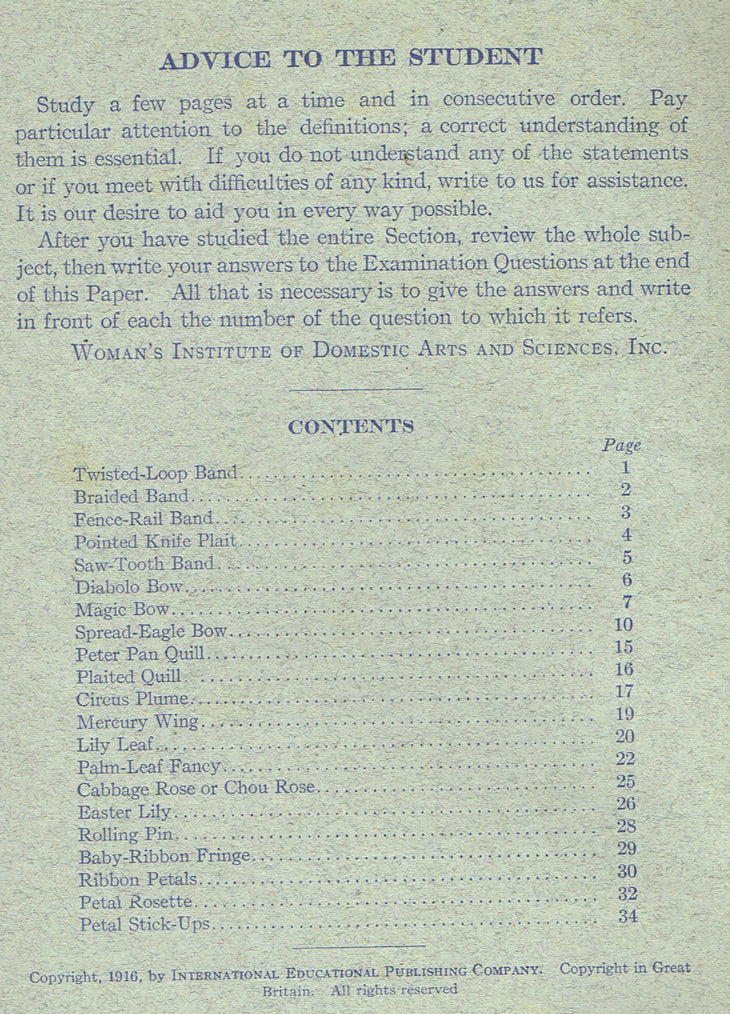 ADVICE TO THE STUDENT
Study a few pages at a time and in consecutive order. Pay
particular attention to the definitions; a correct understanding of
them is essential. If you do not understand any of the statements
or if you meet with difficulties of any kind, write to us for assistance.
It is our desire to aid you in every way possible.
After you have studied the entire Section, review the whole sub-
ject, then write your answers to the Examination Questions at the end
of this Paper. All that is necessary is to give the answers and write
in front of each the number of the question to which it refers.
WOMAN'S INSTITUTE OF DOMESTIC ARTS AND SCIENCES, INC.
CONTENTS
Page
Twisted-Loop Band 1
Braided Band 2
Fence-Rail Band 3
Pointed Knife Plait 4
Saw-Tooth Band 5
Diabolo Bow 6
Magic Bow 7
Spread-Eagle Bow 10
Peter Pan Quill 15
Plaited Quill 16
Circus Plume 17
Mercury Wing 19
Lily Leaf 20
Palm-Leaf Fancy 22
Cabbage Rose or Chou Rose 25
Easter Lily 26
Rolling Pin 28
Baby-Ribbon Fringe 29
Ribbon Petals 30
Petal Rosette 32
Petal Stick-Ups 34
Copyright, 1916, by INTERNATIONAL EDUCATIONAL PUBLISHING COMPANY. Copyright in Great
Britain. All rights reserved